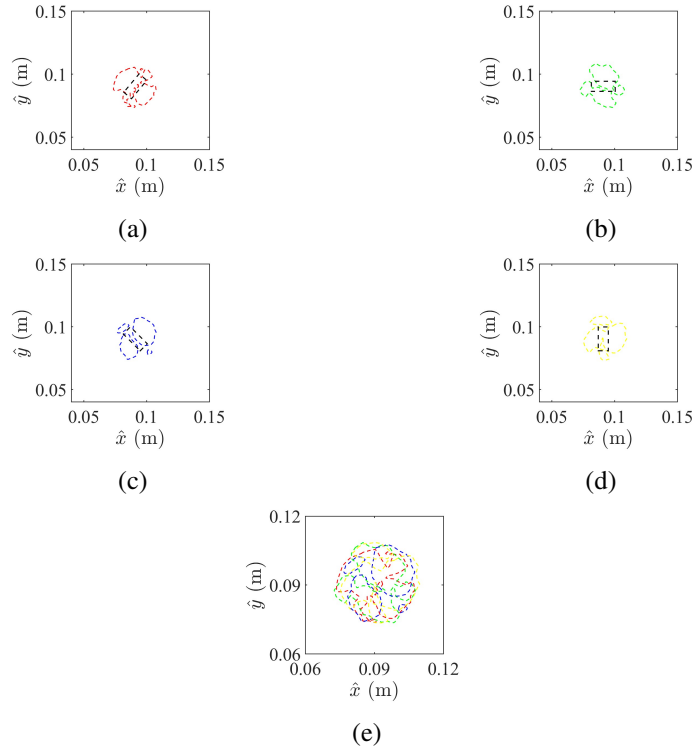 0.15 0.15
ŷ (m) 0.1 ŷ (m) 0.1
0.05 0.05
0.05 0.1 0.15 0.05 0.1 0.15
x̂ (m) x̂ (m)
(a) (b)
0.15 0.15
ŷ (m) 0.1 ŷ (m) 0.1
0.05 0.05
0.05 0.1 0.15 0.05 0.1 0.15
x̂ (m) x̂ (m)
(c) (d)
0.12
ŷ (m) 0.09
0.06
0.06 0.09 0.12
x̂ (m)
(e)